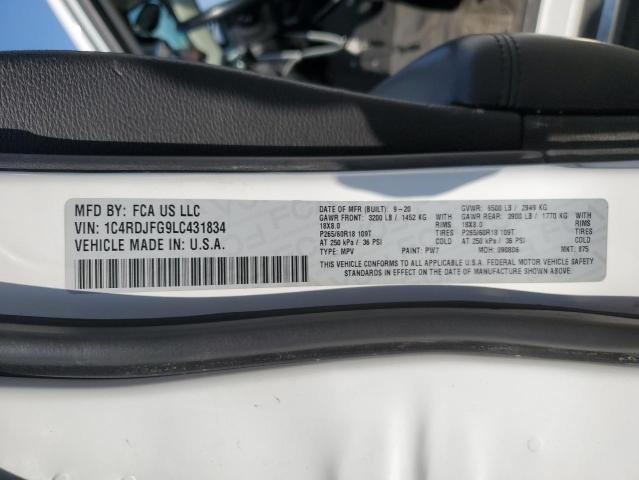 MFD BY: FCA US LLC
VIN: 1C4RDJFG9LC431834
VEHICLE MADE IN: U.S.A.
DATE OF MFR (BUILT): 9-20 GVWR: 6500 LB / 2949 KG
GAWR FRONT: 3200 LB / 1452 KG WITH GAWR REAR: 3900 LB / 1770 KG WITH
18X8.0 RIMS 18X8.0 RIMS
P265/60R18 109T TIRES P265/60R18 109T TIRES
AT 250 kPa / 36 PSI COLD AT 250 kPa / 36 PSI COLD
TYPE: MPV PAINT: PW7 MCH: 090806 MKT: 875
THIS VEHICLE CONFORMS TO ALL APPLICABLE U.S.A. FEDERAL MOTOR VEHICLE SAFETY
STANDARDS IN EFFECT ON THE DATE OF MANUFACTURE SHOWN ABOVE.